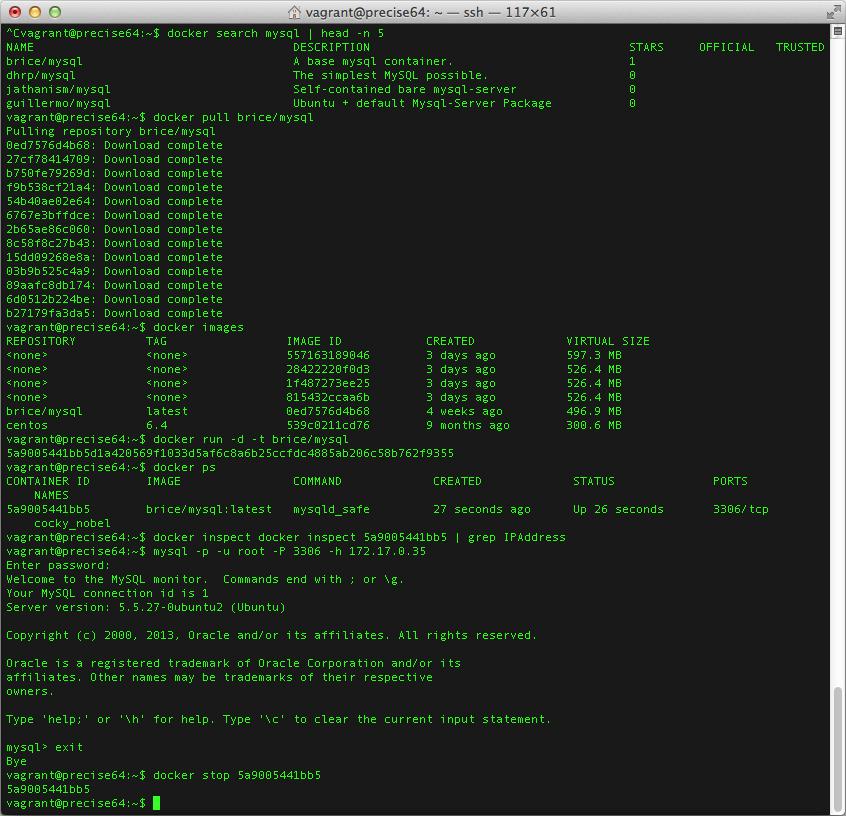 vagrant@precise64: ~ — ssh — 117×61
^Cvagrant@precise64:~$ docker search mysql | head -n 5
NAME DESCRIPTION STARS OFFICIAL TRUSTED
brice/mysql A base mysql container. 1
dhrp/mysql The simplest MySQL possible. 0
jathanism/mysql Self-contained bare mysql-server 0
guillermo/mysql Ubuntu + default Mysql-Server Package 0
vagrant@precise64:~$ docker pull brice/mysql
Pulling repository brice/mysql
0ed7576d4b68: Download complete
27cf78414709: Download complete
b750fe79269d: Download complete
f9b538cf21a4: Download complete
54b40ae02e64: Download complete
6767e3bffdce: Download complete
2b65ae86c060: Download complete
8c58f8c27b43: Download complete
15dd09268e8a: Download complete
03b9b525c4a9: Download complete
89aafc8db174: Download complete
6d0512b224be: Download complete
b27179fa3da5: Download complete
vagrant@precise64:~$ docker images
REPOSITORY TAG IMAGE ID CREATED VIRTUAL SIZE
<none> <none> 557163189046 3 days ago 597.3 MB
<none> <none> 28422220f0d3 3 days ago 526.4 MB
<none> <none> 1f487273ee25 3 days ago 526.4 MB
<none> <none> 815432ccaa6b 3 days ago 526.4 MB
brice/mysql latest 0ed7576d4b68 4 weeks ago 496.9 MB
centos 6.4 539c0211cd76 9 months ago 300.6 MB
vagrant@precise64:~$ docker run -d -t brice/mysql
5a9005441bb5d1a420569f1033d5af6c8a6b25ccfdc4885ab206c58b762f9355
vagrant@precise64:~$ docker ps
CONTAINER ID IMAGE COMMAND CREATED STATUS PORTS
NAMES
5a9005441bb5 brice/mysql:latest mysqld_safe 27 seconds ago Up 26 seconds 3306/tcp
cocky_nobel
vagrant@precise64:~$ docker inspect docker inspect 5a9005441bb5 | grep IPAddress
vagrant@precise64:~$ mysql -p -u root -P 3306 -h 172.17.0.35
Enter password:
Welcome to the MySQL monitor.  Commands end with ; or \g.
Your MySQL connection id is 1
Server version: 5.5.27-0ubuntu2 (Ubuntu)
Copyright (c) 2000, 2013, Oracle and/or its affiliates. All rights reserved.
Oracle is a registered trademark of Oracle Corporation and/or its
affiliates. Other names may be trademarks of their respective
owners.
Type 'help;' or '\h' for help. Type '\c' to clear the current input statement.
mysql> exit
Bye
vagrant@precise64:~$ docker stop 5a9005441bb5
5a9005441bb5
vagrant@precise64:~$